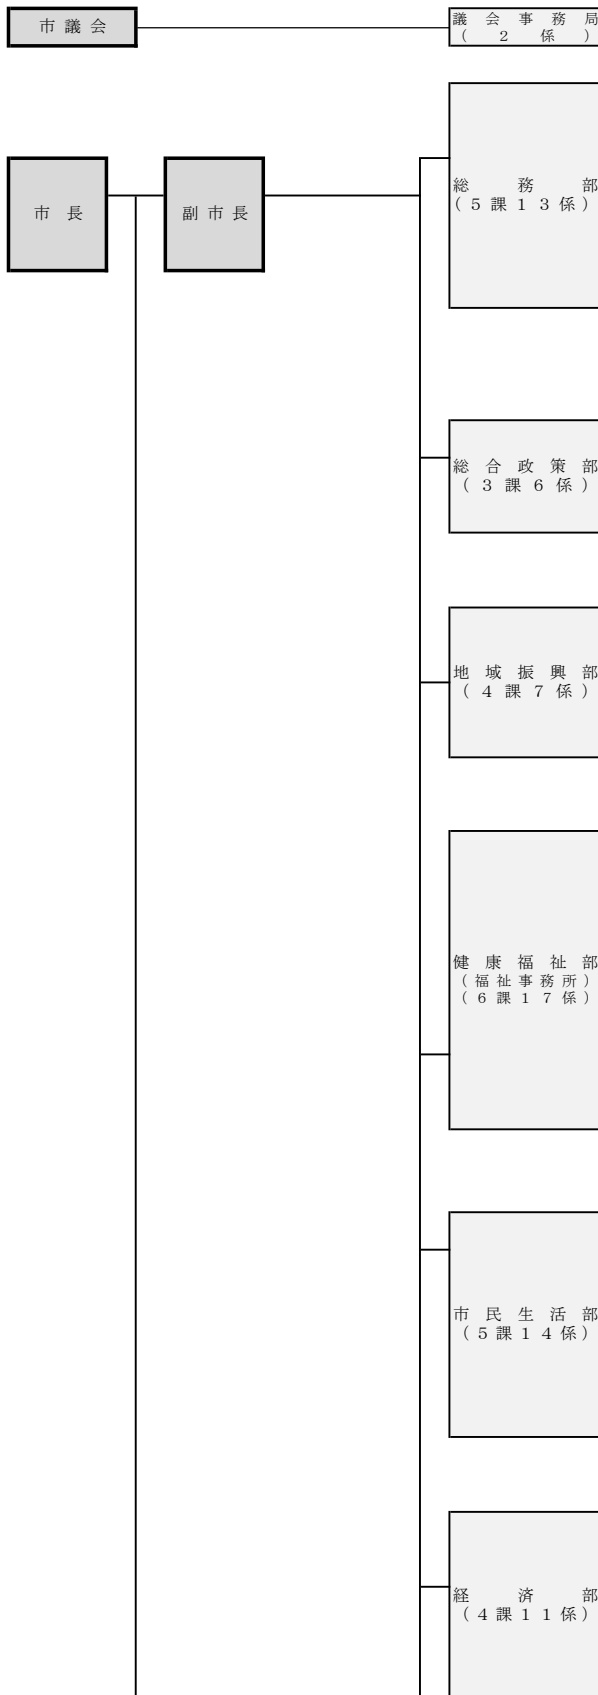 市議会
議会事務局
(2係)
市長
副市長
総務部
(5課13係)
総合政策部
(3課6係)
地域振興部
(4課7係)
健康福祉部
(福祉事務所)
(6課17係)
市民生活部
(5課14係)
経済部
(4課11係)